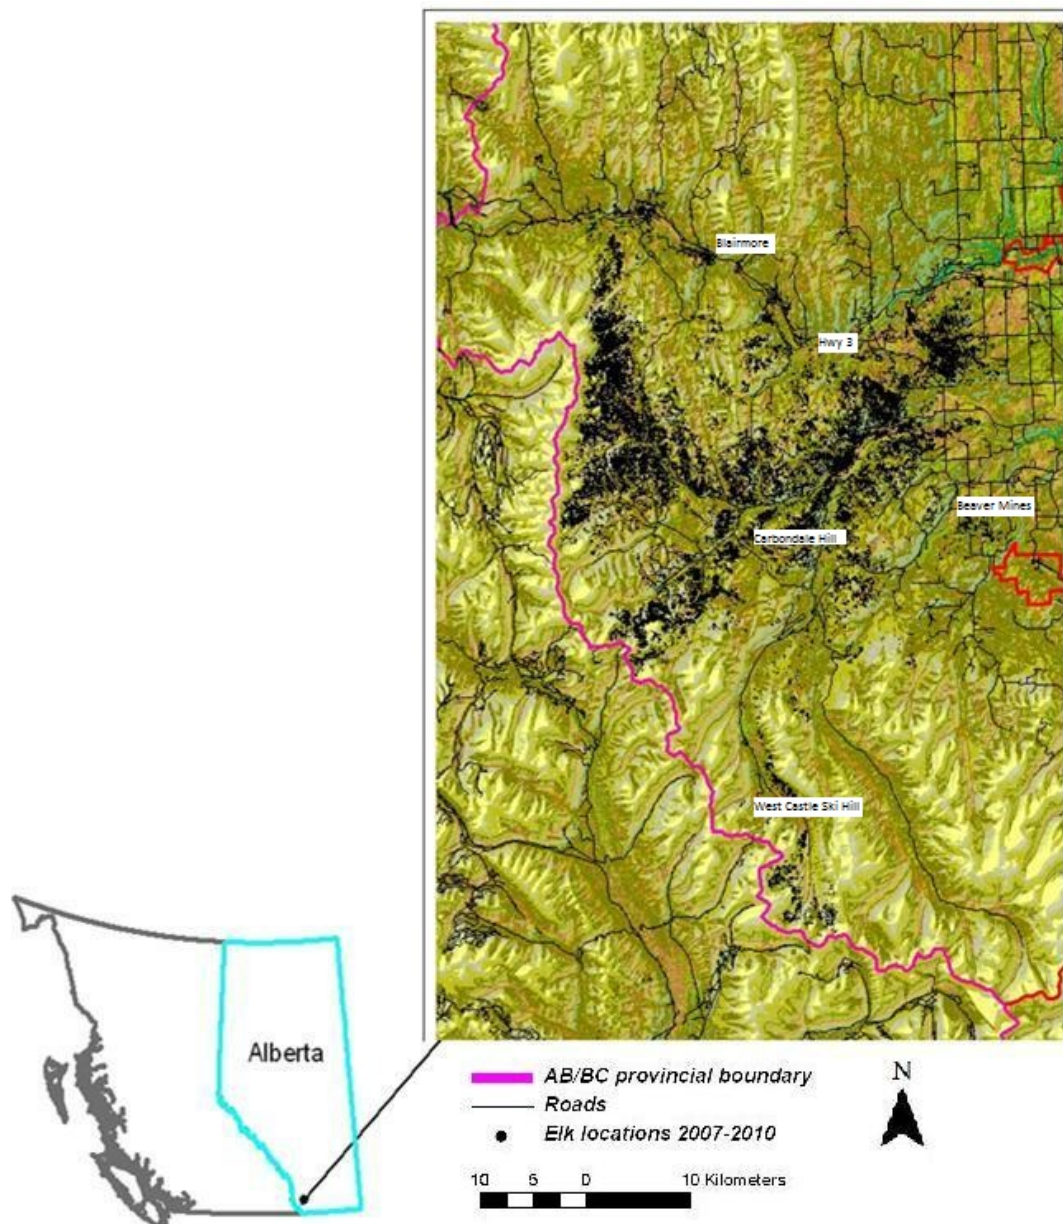 Blairmore
Hwy 3
Beaver Mines
Carbondale Hill
West Castle Ski Hill
Alberta
AB/BC provincial boundary
Roads
Elk locations 2007-2010
N
10 5 0 10 Kilometers